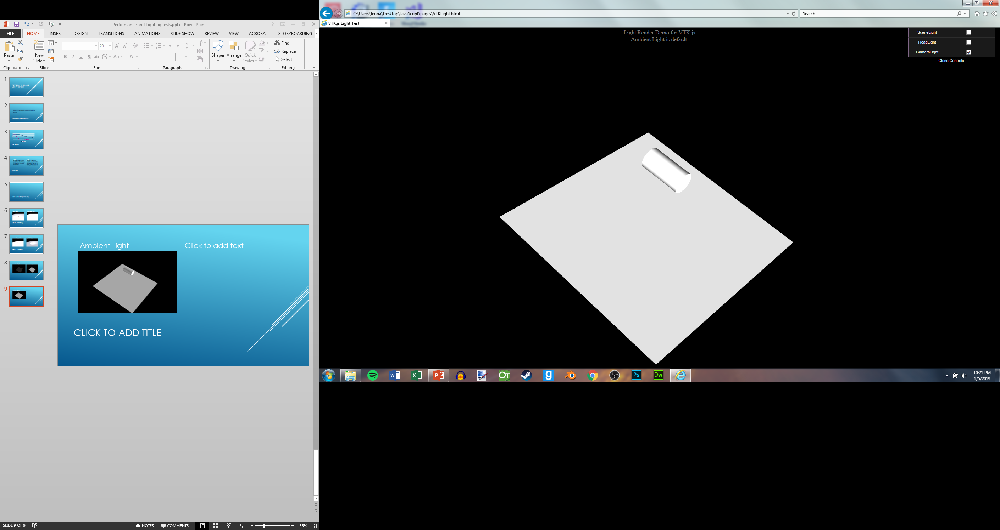 Performance and Lighting tests.pptx - PowerPoint
FILE HOME INSERT DESIGN TRANSITIONS ANIMATIONS SLIDE SHOW REVIEW VIEW ACROBAT STORYBOARDING
Paste
New
Slide
20
B I U S abc AV Aa A
Shapes Arrange Quick
Styles
Find
Replace
Select
Clipboard Slides Font Paragraph Drawing Editing
1
2
3
4
5
6
7
8
9
Ambient Light
Click to add text
CLICK TO ADD TITLE
SLIDE 9 OF 9
NOTES COMMENTS 56%
C:\Users\Jenna\Desktop\JavaScript\pages\VTKLight.html
Search...
VTK.js Light Test
Light Render Demo for VTK.js
Ambient Light is default.
SceneLight
HeadLight
CameraLight
Close Controls
10:21 PM
1/5/2019